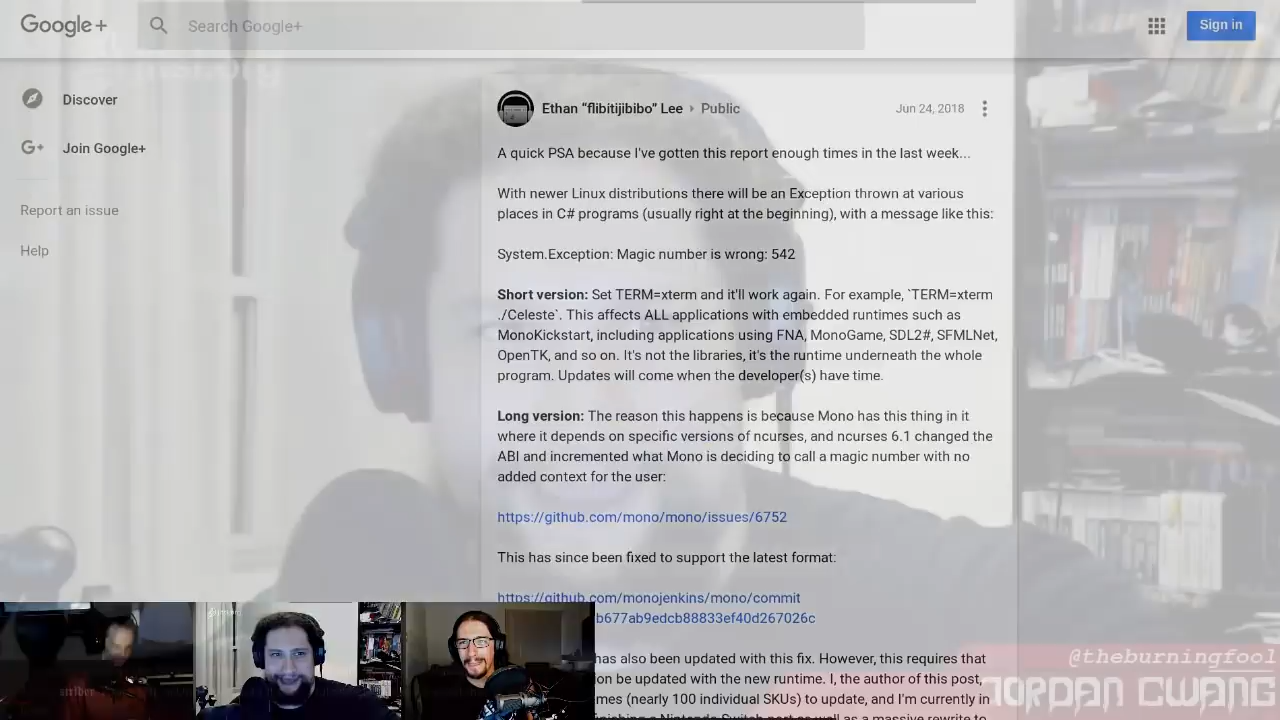 Google+
Search Google+
Sign in
Discover
Join Google+
Report an issue
Help
Ethan “flibitijibibo” Lee ▸ Public
Jun 24, 2018
A quick PSA because I've gotten this report enough times in the last week...
With newer Linux distributions there will be an Exception thrown at various
places in C# programs (usually right at the beginning), with a message like this:
System.Exception: Magic number is wrong: 542
Short version: Set TERM=xterm and it'll work again. For example, `TERM=xterm
./Celeste`. This affects ALL applications with embedded runtimes such as
MonoKickstart, including applications using FNA, MonoGame, SDL2#, SFMLNet,
OpenTK, and so on. It's not the libraries, it's the runtime underneath the whole
program. Updates will come when the developer(s) have time.
Long version: The reason this happens is because Mono has this thing in it
where it depends on specific versions of ncurses, and ncurses 6.1 changed the
ABI and incremented what Mono is deciding to call a magic number with no
added context for the user:
https://github.com/mono/mono/issues/6752
This has since been fixed to support the latest format:
https://github.com/monojenkins/mono/commit
b677ab9edcb88833ef40d267026c
has also been updated with this fix. However, this requires that
on be updated with the new runtime. I, the author of this post,
mes (nearly 100 individual SKUs) to update, and I'm currently in
a Nintendo Switch port as well as a massive rewrite to
@theburningfool
JORDAN CWANG